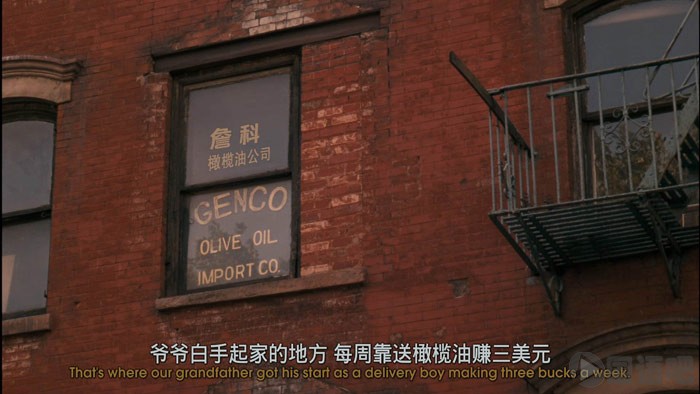 詹科
橄榄油公司
GENCO
OLIVE OIL
IMPORT CO.
爷爷白手起家的地方 每周靠送橄榄油赚三美元
That's where our grandfather got his start as a delivery boy making three bucks a week.